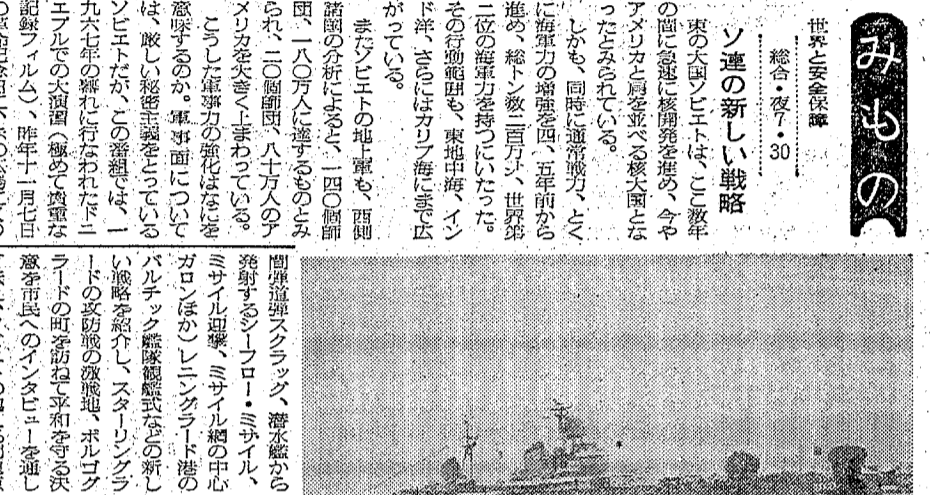 みもの
世界と安全保障
総合・夜7・30
ソ連の新しい戦略
東の大国ソビエトは、ここ数年
の間に急速に核開発を進め、今や
アメリカと肩を並べる核大国とな
ったとみられている。
しかも、同時に通常戦力、とく
に海軍力の増強を四、五年前から
進め、総トン数二百万㌧、世界第
二位の海軍力を持つにいたった。
その行動範囲も、東地中海、イン
ド洋、さらにはカリブ海にまで広
がっている。
またソビエトの地上軍も、西側
諸国の分析によると、一四〇個師
団、一八〇万人に達するものとみ
られ、二〇個師団、八十万人のア
メリカを大きく上まわっている。
こうした軍事力の強化はなにを
意味するのか。軍事面について
は、厳しい秘密主義をとっている
ソビエトだが、この番組では、一
九六七年の暮れに行なわれたドニ
エプルでの大演習(極めて貴重な
記録フィルム)、昨年十一月七日
間弾道弾スクラッグ、潜水艦から
発射するシーフロー・ミサイル、
ミサイル迎撃、ミサイル網の中心
ガロンほか)レニングラード港の
バルチック艦隊観艦式などの新し
い戦略を紹介し、スターリングラ
ードの攻防戦の激戦地、ボルゴグ
ラードの町を訪ねて平和を守る決
意を市民へのインタビューを通し